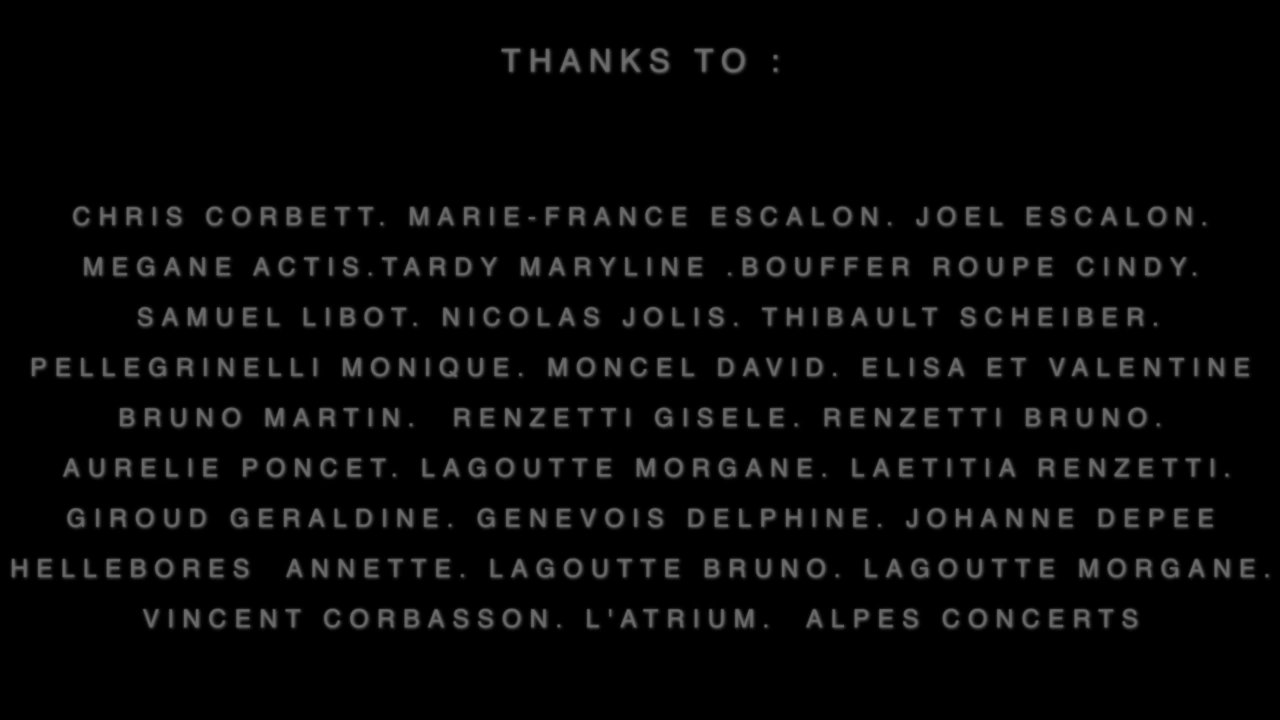 THANKS TO :
CHRIS CORBETT. MARIE-FRANCE ESCALON. JOEL ESCALON.
MEGANE ACTIS.TARDY MARYLINE .BOUFFER ROUPE CINDY.
SAMUEL LIBOT. NICOLAS JOLIS. THIBAULT SCHEIBER.
PELLEGRINELLI MONIQUE. MONCEL DAVID. ELISA ET VALENTINE
BRUNO MARTIN.  RENZETTI GISELE. RENZETTI BRUNO.
AURELIE PONCET. LAGOUTTE MORGANE. LAETITIA RENZETTI.
GIROUD GERALDINE. GENEVOIS DELPHINE. JOHANNE DEPEE
HELLEBORES  ANNETTE. LAGOUTTE BRUNO. LAGOUTTE MORGANE.
VINCENT CORBASSON. L'ATRIUM.  ALPES CONCERTS